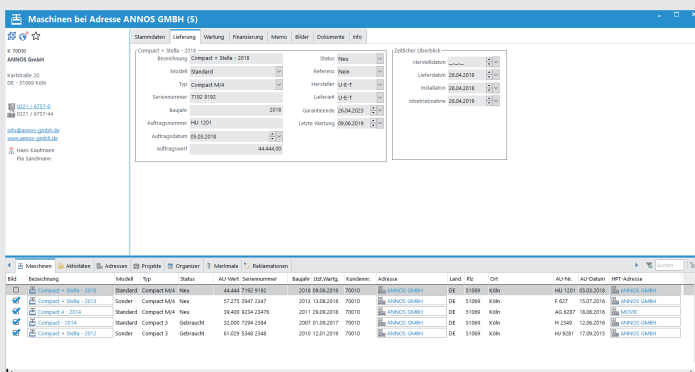 Maschinen bei Adresse ANNOS GMBH (5)
K 70010
ANNOS GmbH
Karlstraße 20
DE - 51069 Köln
0221 / 6757-0
0221 / 6757-44
info@annos-gmbh.de
www.annos-gmbh.de
Hans Kaufmann
Pia Sandmann
Stammdaten Lieferung Wartung Finanzierung Memo Bilder Dokumente Info
Compact + Stella - 2018
Bezeichnung Compact + Stella - 2018
Modell Standard
Typ Compact M/4
Seriennummer 7192 9192
Baujahr 2018
Auftragsnummer HU 1201
Auftragsdatum 05.03.2018
Auftragswert 44.444,00
Status Neu
Referenz Nein
Hersteller U-E-T
Lieferant U-E-T
Garantieende 26.04.2023
Letzte Wartung 09.06.2019
Zeitlicher Überblick
Herstelldatum __.__.____
Lieferdatum 26.04.2018
Installation 26.04.2018
Inbetriebnahme 26.04.2019
Maschinen Aktivitäten Adressen Projekte Organizer Merkmale Reklamationen Suchen
Bild Bezeichnung Modell Typ Status AU-Wert Seriennummer Baujahr Ltzt.Wartg. Kundennr. Adresse Land Plz Ort AU-Nr. AU-Datum HPT-Adresse
Compact + Stella - 2018 Standard Compact M/4 Neu 44.444 7192 9192 2018 09.06.2019 70010 ANNOS GMBH DE 51069 Köln HU 1201 05.03.2018 ANNOS GMBH
Compact + Stella - 2013 Sonder Compact M/4 Neu 57.275 2947 2347 2013 13.06.2018 70010 ANNOS GMBH DE 51069 Köln F 627 15.07.2016 ANNOS GMBH
Compact 4 - 2014 Standard Compact M/4 Neu 39.400 9234 23476 2011 29.09.2018 70010 ANNOS GMBH DE 51069 Köln AG 6287 18.06.2016 MOVIE
Compact - 2014 Standard Compact 3 Gebraucht 32.000 7294 2384 2007 01.09.2017 70010 ANNOS GMBH DE 51069 Köln H 2349 12.06.2016 ANNOS GMBH
Compact + Stella - 2012 Sonder Compact 3 Gebraucht 61.029 5348 2348 2010 12.01.2019 70010 ANNOS GMBH DE 51069 Köln HU 9281 17.09.2015 ANNOS GMBH